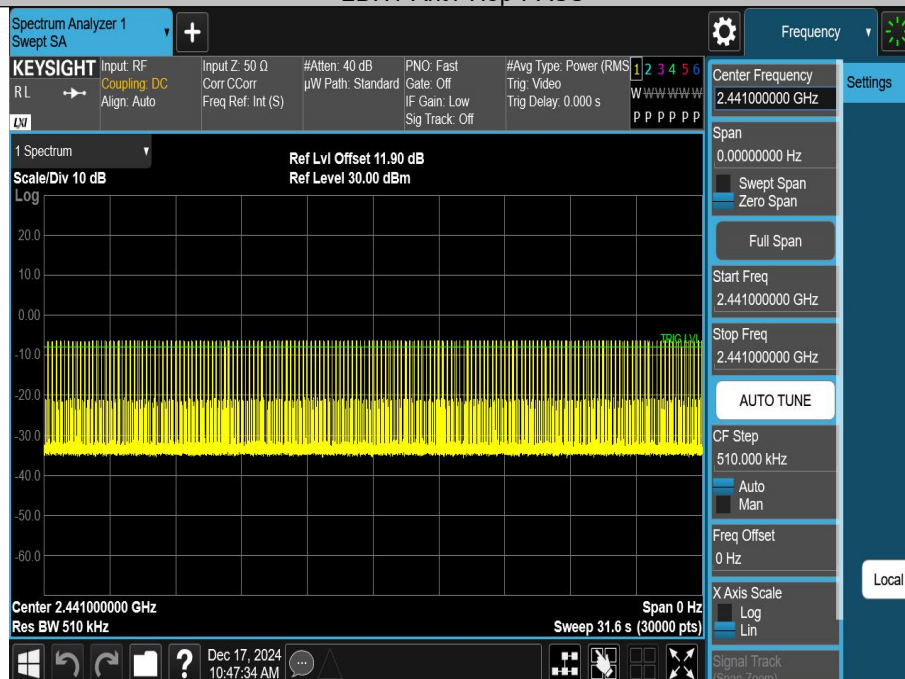 Spectrum Analyzer 1
Swept SA
Frequency
KEYSIGHT
RL
LXI
Input: RF
Coupling: DC
Align: Auto
Input Z: 50 Ω
Corr CCorr
Freq Ref: Int (S)
#Atten: 40 dB
µW Path: Standard
PNO: Fast
Gate: Off
IF Gain: Low
Sig Track: Off
#Avg Type: Power (RMS
Trig: Video
Trig Delay: 0.000 s
1 2 3 4 5 6
W W W W W W
P P P P P P
1 Spectrum
Scale/Div 10 dB
Ref Lvl Offset 11.90 dB
Ref Level 30.00 dBm
Log
20.0
10.0
0.00
-10.0
-20.0
-30.0
-40.0
-50.0
-60.0
TRIG LVL
Center 2.441000000 GHz
Span 0 Hz
Res BW 510 kHz
Sweep 31.6 s (30000 pts)
Dec 17, 2024
10:47:34 AM
?
Center Frequency
2.441000000 GHz
Span
0.00000000 Hz
Swept Span
Zero Span
Full Span
Start Freq
2.441000000 GHz
Stop Freq
2.441000000 GHz
AUTO TUNE
CF Step
510.000 kHz
Auto
Man
Freq Offset
0 Hz
X Axis Scale
Log
Lin
Signal Track
(Span Zoom)
Settings
Local